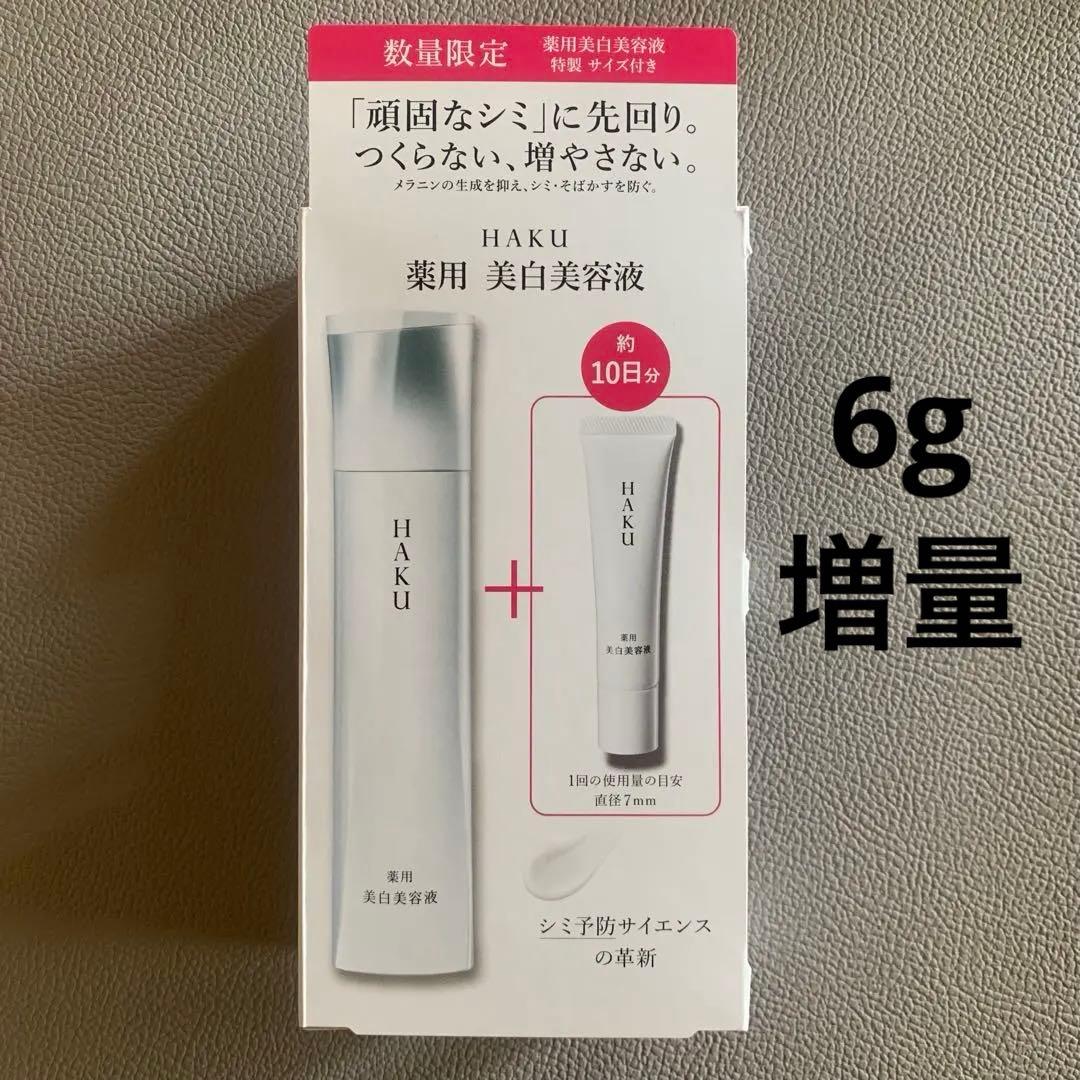 数量限定
薬用美白美容液
特製 サイズ付き
「頑固なシミ」に先回り。
つくらない、増やさない。
メラニンの生成を抑え、シミ・そばかすを防ぐ。
HAKU
薬用 美白美容液
約
10日分
HAKU
薬用
美白美容液
+
HAKU
薬用
美白美容液
1回の使用量の目安
直径7mm
シミ予防サイエンス
の革新
6g
増量